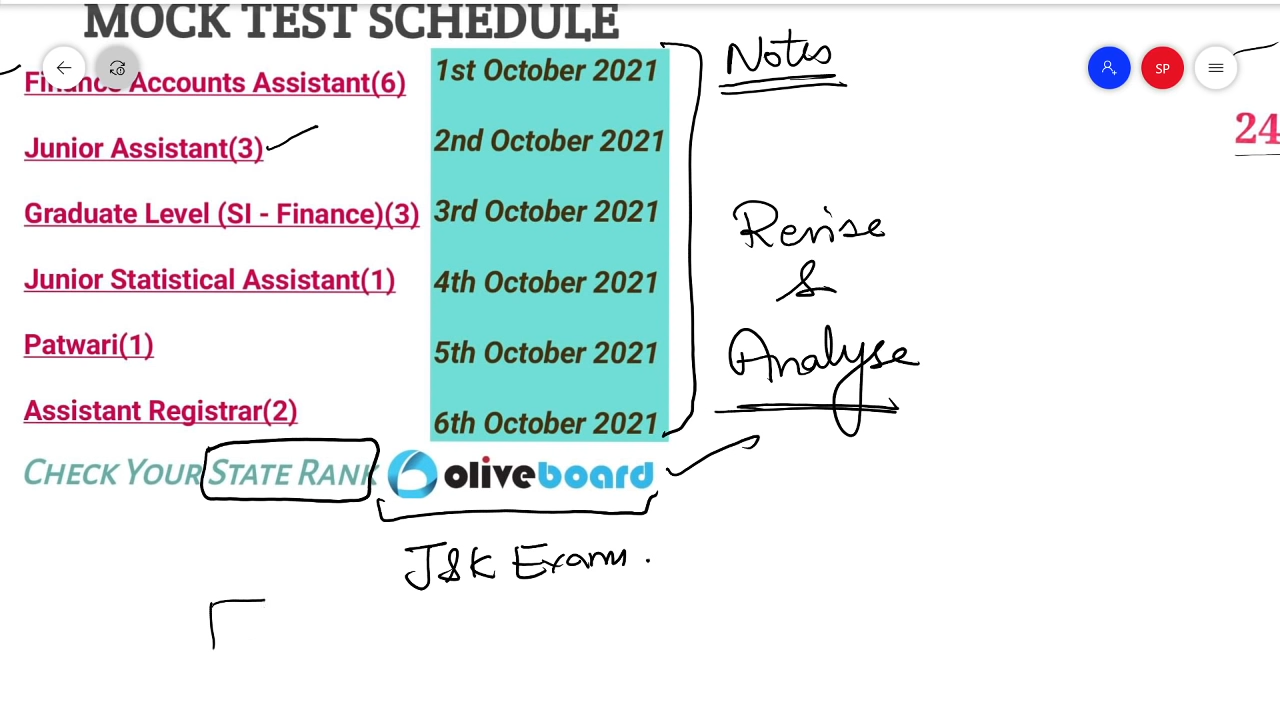 MOCK TEST SCHEDULE
Finance Accounts Assistant(6) 1st October 2021
Junior Assistant(3) 2nd October 2021
Graduate Level (SI - Finance)(3) 3rd October 2021
Junior Statistical Assistant(1) 4th October 2021
Patwari(1) 5th October 2021
Assistant Registrar(2) 6th October 2021
CHECK YOUR STATE RANK oliveboard
J&K Exams.
Notes
Revise
&
Analyse
SP
24